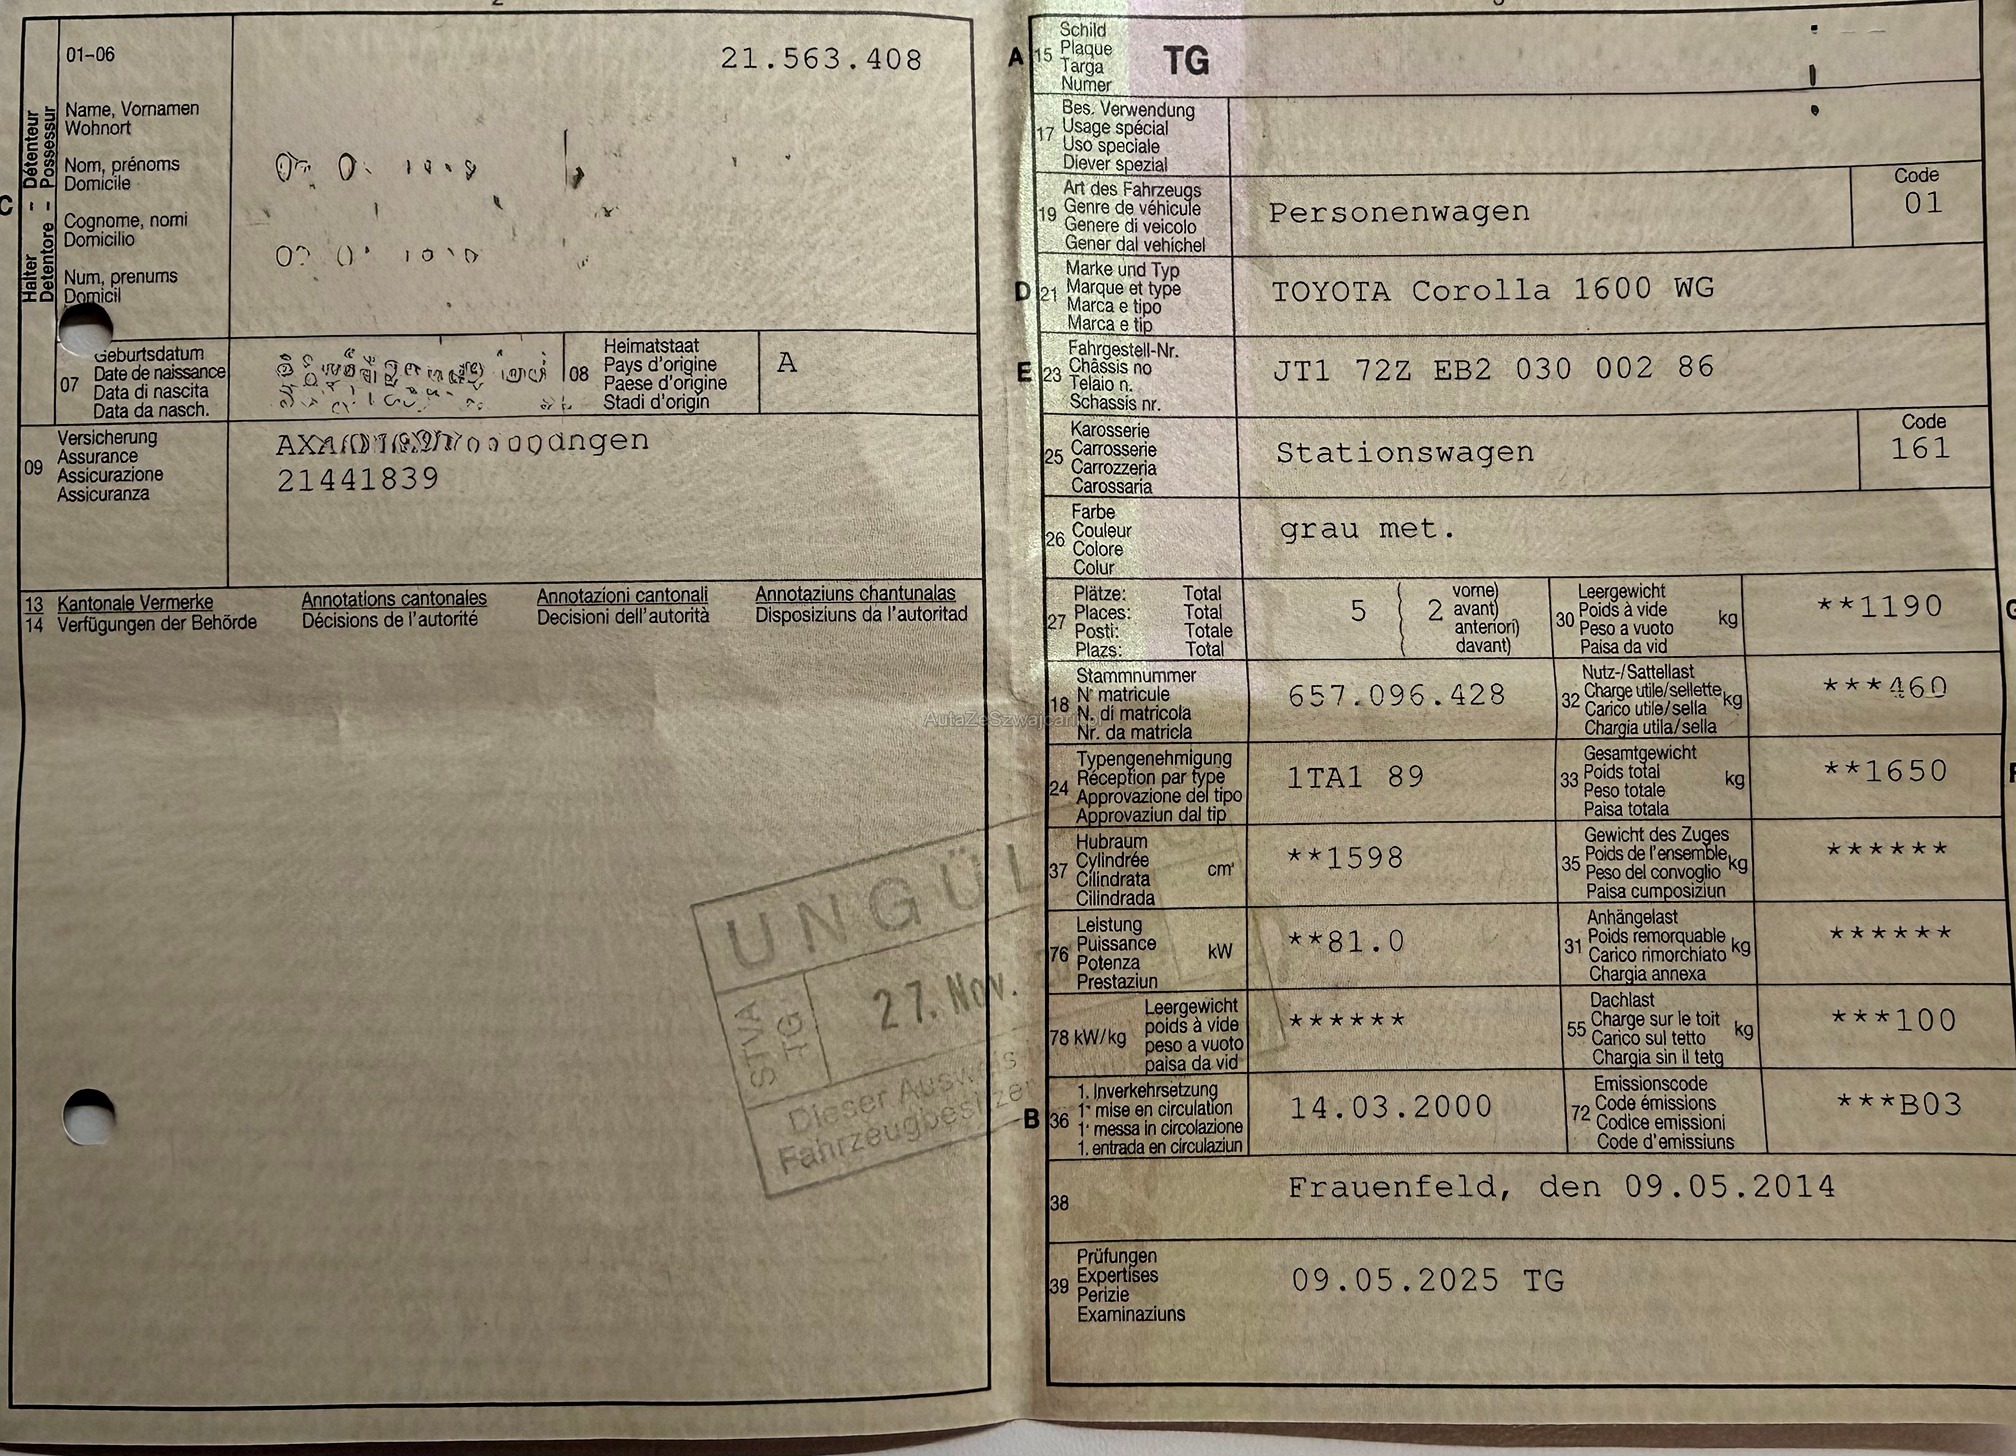 01-06
21.563.408
C
Halter - Détenteur
Detentore - Possessur
Name, Vornamen
Wohnort
Nom, prénoms
Domicile
Cognome, nomi
Domicilio
Num, prenums
Domicil
07
Geburtsdatum
Date de naissance
Data di nascita
Data da nasch.
08
Heimatstaat
Pays d'origine
Paese d'origine
Stadi d'origin
A
09
Versicherung
Assurance
Assicurazione
Assicuranza
21441839
13 Kantonale Vermerke Annotations cantonales Annotazioni cantonali Annotaziuns chantunalas
14 Verfügungen der Behörde Décisions de l'autorité Decisioni dell'autorità Disposiziuns da l'autoritad
UNGÜL
STVA
TG
27. Nov.
Dieser Ausweis
Fahrzeugbesitzer
A 15
Schild
Plaque
Targa
Numer
TG
17
Bes. Verwendung
Usage spécial
Uso speciale
Diever spezial
19
Art des Fahrzeugs
Genre de véhicule
Genere di veicolo
Gener dal vehichel
Personenwagen
Code
01
D 21
Marke und Typ
Marque et type
Marca e tipo
Marca e tip
TOYOTA Corolla 1600 WG
E 23
Fahrgestell-Nr.
Châssis no
Telaio n.
Schassis nr.
JT1 72Z EB2 030 002 86
25
Karosserie
Carrosserie
Carrozzeria
Carossaria
Stationswagen
Code
161
26
Farbe
Couleur
Colore
Colur
grau met.
27
Plätze: Total
Places: Total
Posti: Totale
Plazs: Total
5
2
vorne)
avant)
anteriori)
davant)
30
Leergewicht
Poids à vide
Peso a vuoto
Paisa da vid
kg
**1190
G
18
Stammnummer
N° matricule
N. di matricola
Nr. da matricla
657.096.428
32
Nutz-/Sattellast
Charge utile/sellette
Carico utile/sella
Chargia utila/sella
kg
***460
24
Typengenehmigung
Réception par type
Approvazione del tipo
Approvaziun dal tip
1TA1 89
33
Gesamtgewicht
Poids total
Peso totale
Paisa totala
kg
**1650
F
37
Hubraum
Cylindrée
Cilindrata
Cilindrada
cm³
**1598
35
Gewicht des Zuges
Poids de l'ensemble
Peso del convoglio
Paisa cumposiziun
kg
******
76
Leistung
Puissance
Potenza
Prestaziun
kW
**81.0
31
Anhängelast
Poids remorquable
Carico rimorchiato
Chargia annexa
kg
******
78 kW/kg
Leergewicht
poids à vide
peso a vuoto
paisa da vid
******
55
Dachlast
Charge sur le toit
Carico sul tetto
Chargia sin il tetg
kg
***100
B 36
1. Inverkehrsetzung
1ʳ mise en circulation
1ʳ messa in circolazione
1. entrada en circulaziun
14.03.2000
72
Emissionscode
Code émissions
Codice emissioni
Code d'emissiuns
***B03
38
Frauenfeld, den 09.05.2014
39
Prüfungen
Expertises
Perizie
Examinaziuns
09.05.2025 TG